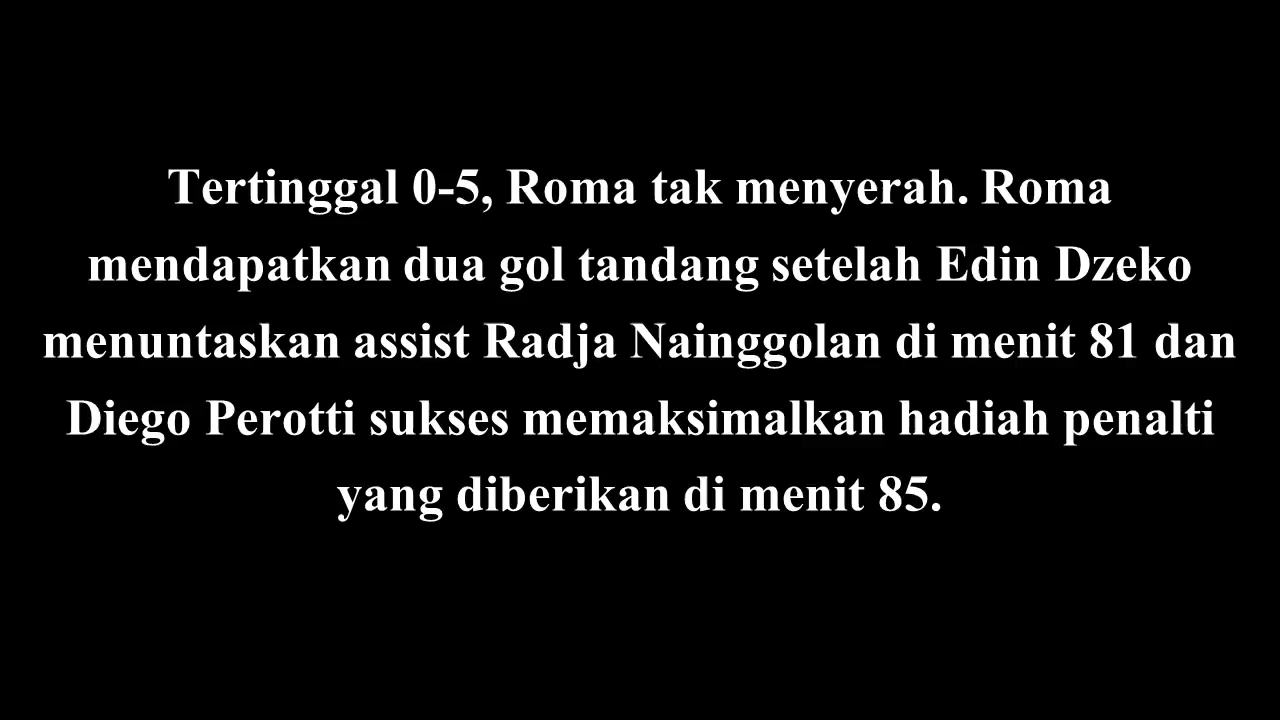 Tertinggal 0-5, Roma tak menyerah. Roma
mendapatkan dua gol tandang setelah Edin Dzeko
menuntaskan assist Radja Nainggolan di menit 81 dan
Diego Perotti sukses memaksimalkan hadiah penalti
yang diberikan di menit 85.